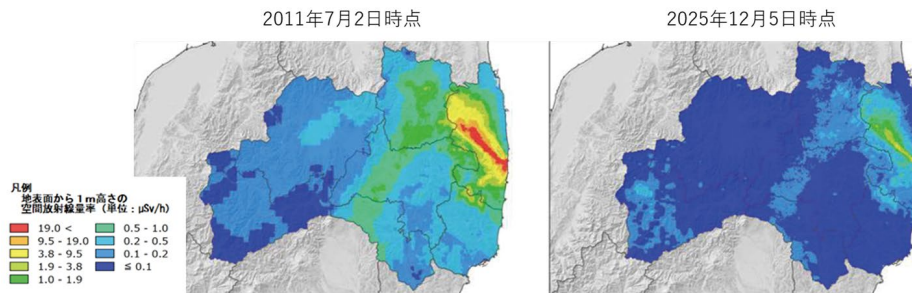 2011年7月2日時点
2025年12月5日時点
凡例
地表面から１ｍ高さの
空間放射線量率（単位：μSv/h）
19.0 <
9.5 - 19.0
3.8 - 9.5
1.9 - 3.8
1.0 - 1.9
0.5 - 1.0
0.2 - 0.5
0.1 - 0.2
≦ 0.1